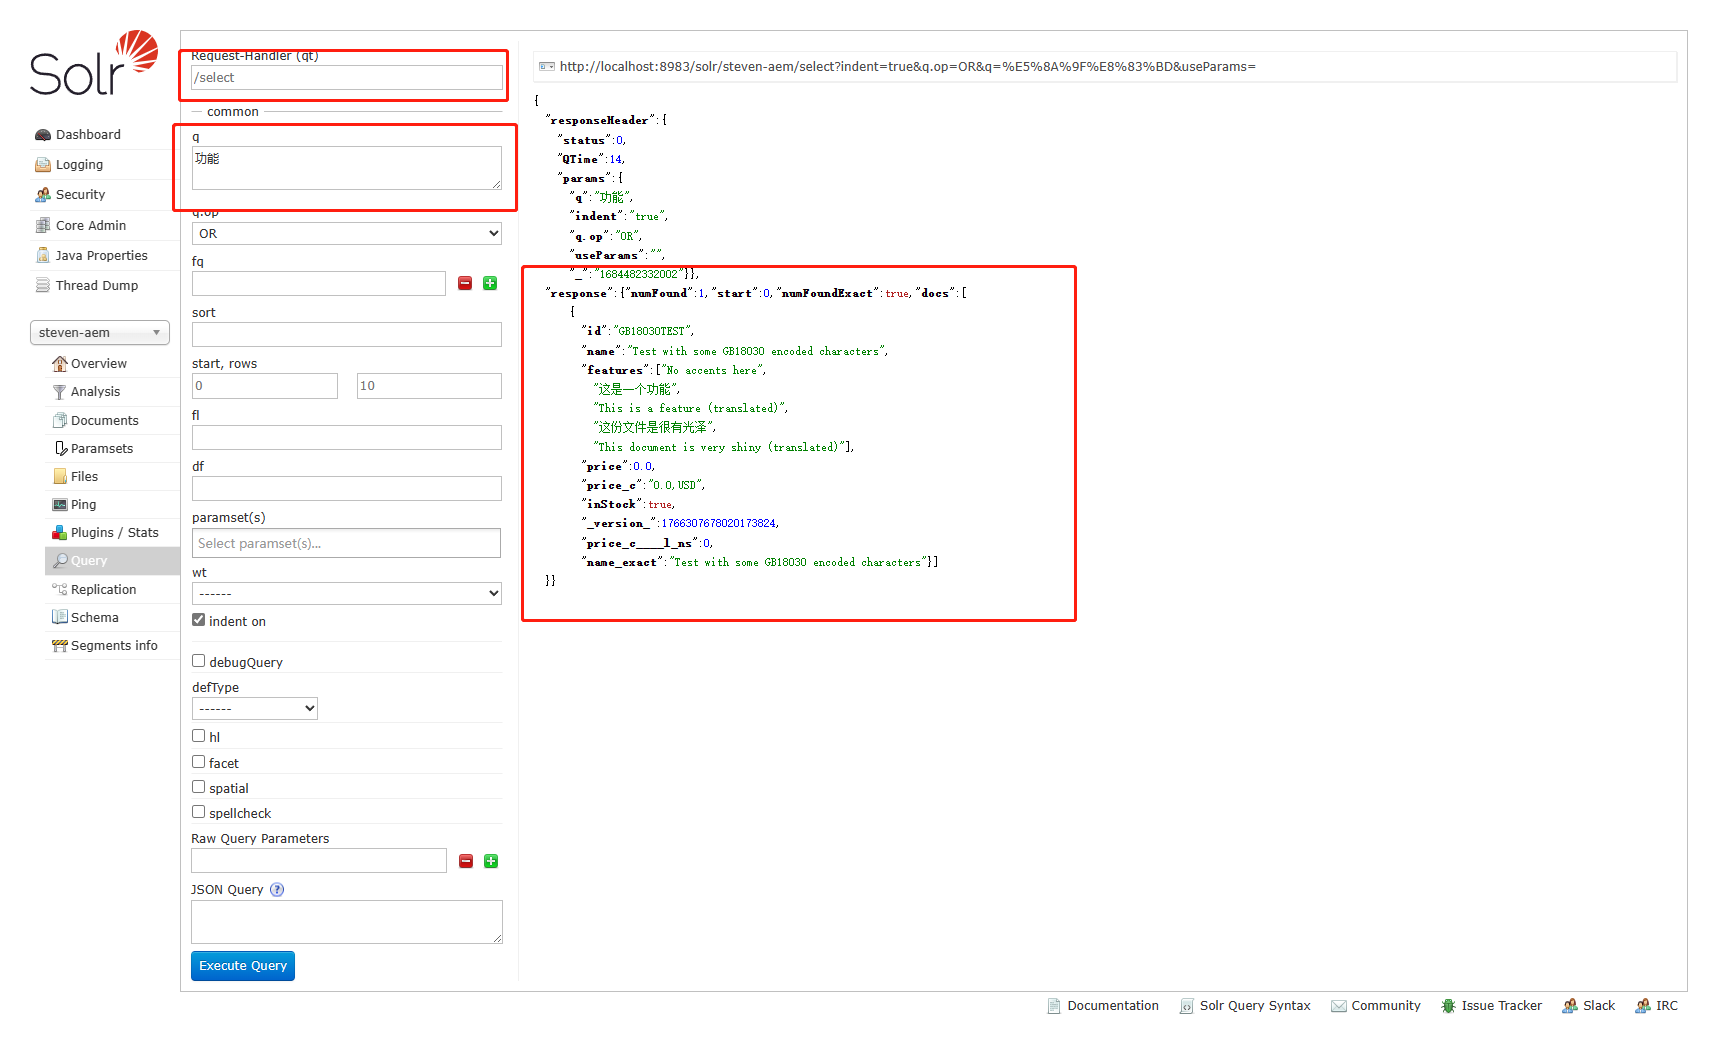 Solr
Dashboard
Logging
Security
Core Admin
Java Properties
Thread Dump
steven-aem
Overview
Analysis
Documents
Paramsets
Files
Ping
Plugins / Stats
Query
Replication
Schema
Segments info
Request-Handler (qt)
/select
common
q
功能
q.op
OR
fq
sort
start, rows
0 10
fl
df
paramset(s)
Select paramset(s)...
wt
------
indent on
debugQuery
defType
------
hl
facet
spatial
spellcheck
Raw Query Parameters
JSON Query ?
Execute Query
http://localhost:8983/solr/steven-aem/select?indent=true&q.op=OR&q=%E5%8A%9F%E8%83%BD&useParams=
{
"responseHeader":{
"status":0,
"QTime":14,
"params":{
"q":"功能",
"indent":"true",
"q.op":"OR",
"useParams":"",
"_":"1684482332002"}},
"response":{"numFound":1,"start":0,"numFoundExact":true,"docs":[
{
"id":"GB18030TEST",
"name":"Test with some GB18030 encoded characters",
"features":["No accents here",
"这是一个功能",
"This is a feature (translated)",
"这份文件是很有光泽",
"This document is very shiny (translated)"],
"price":0.0,
"price_c":"0.0,USD",
"inStock":true,
"_version_":1766307678020173824,
"price_c____l_ns":0,
"name_exact":"Test with some GB18030 encoded characters"}]
}}
Documentation
Solr Query Syntax
Community
Issue Tracker
Slack
IRC